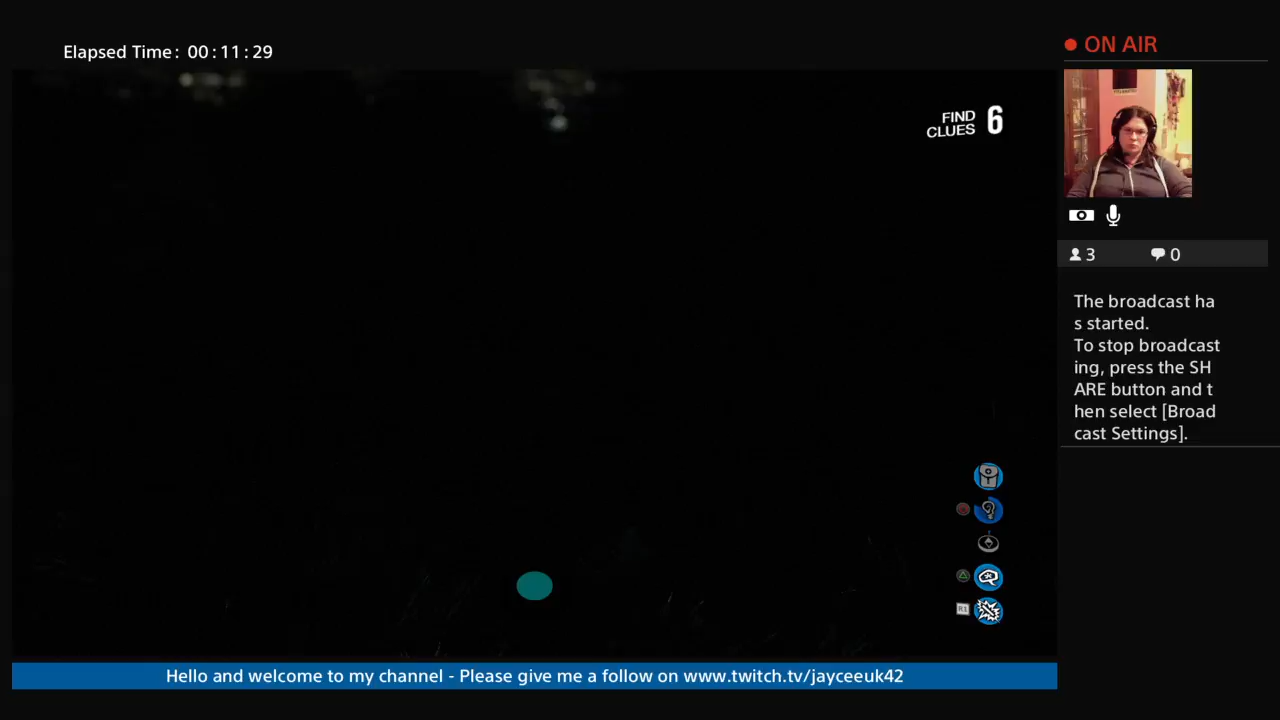 Elapsed Time: 00:11:29
ON AIR
FIND
CLUES 6
3 0
The broadcast ha
s started.
To stop broadcast
ing, press the SH
ARE button and t
hen select [Broad
cast Settings].
R1
Hello and welcome to my channel - Please give me a follow on www.twitch.tv/jayceeuk42